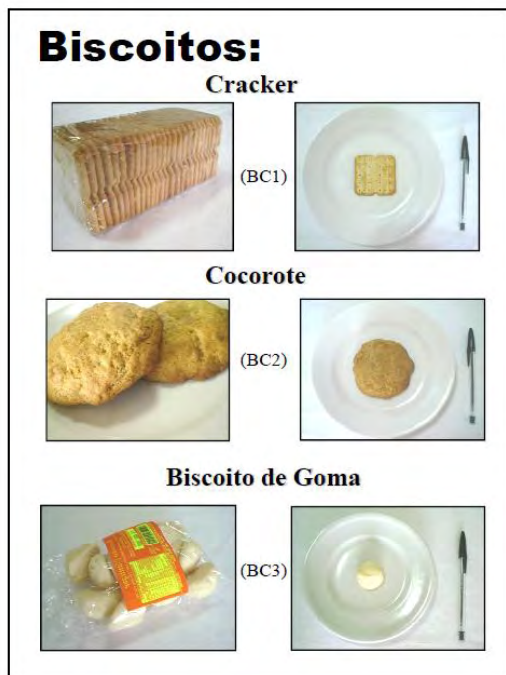 Biscoitos:
Cracker
(BC1)
Cocorote
(BC2)
Biscoito de Goma
(BC3)